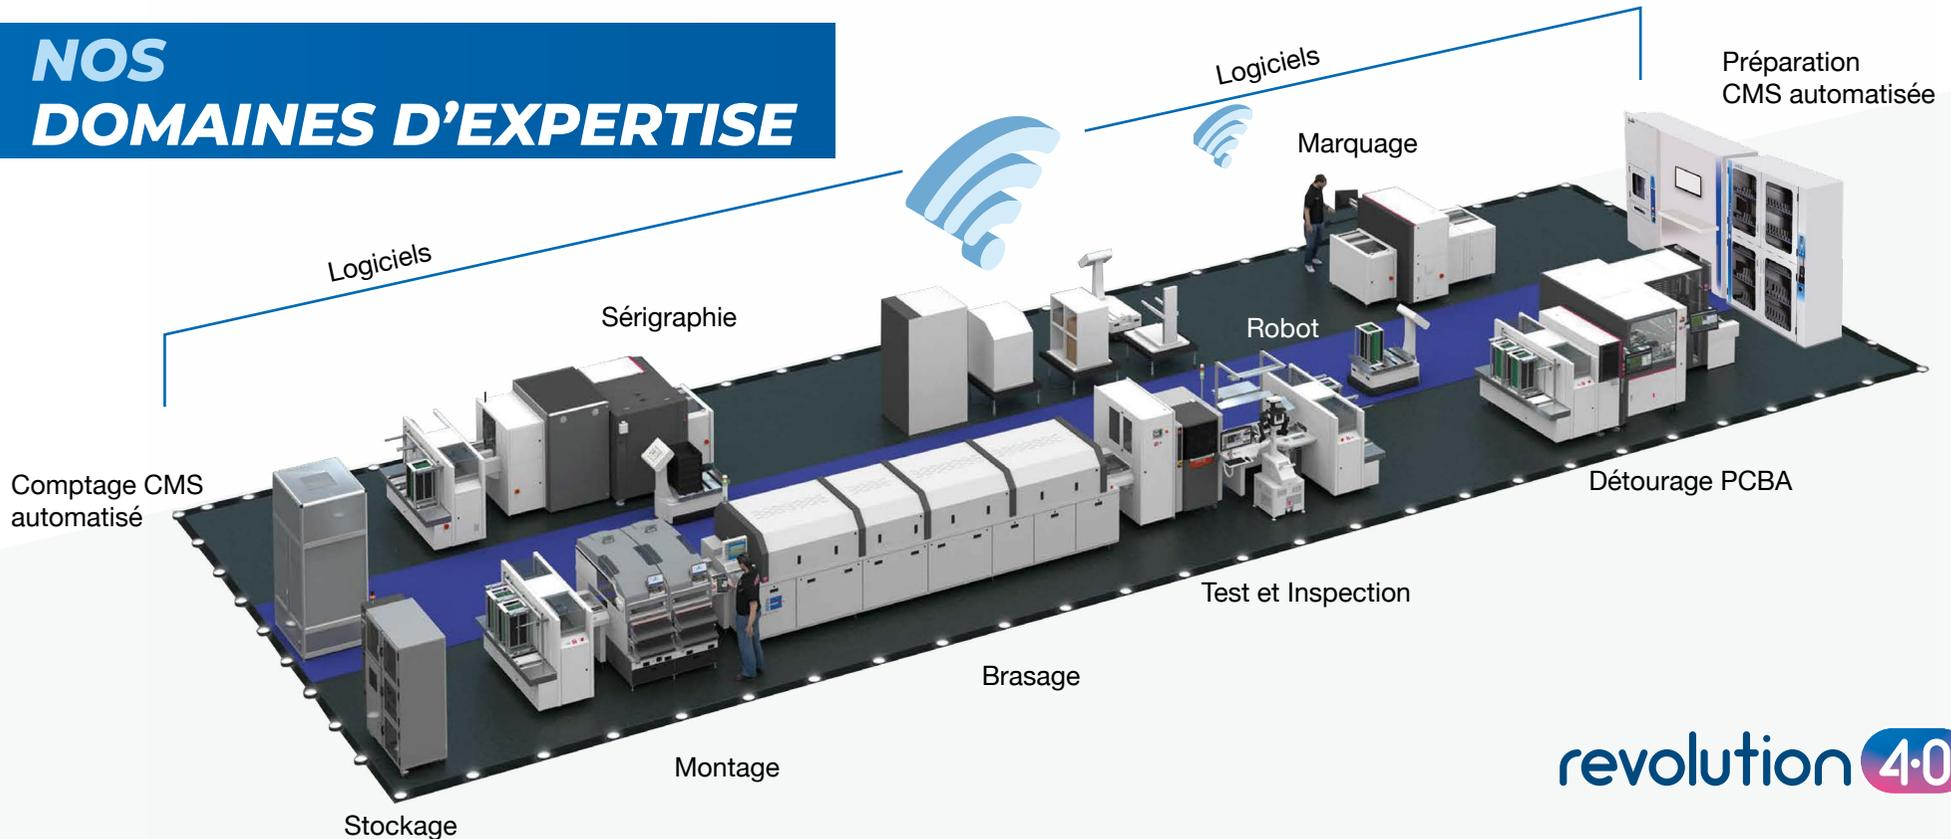 NOS
DOMAINES D'EXPERTISE
Logiciels
Logiciels
Préparation
CMS automatisée
Marquage
Sérigraphie
Robot
Comptage CMS
automatisé
Détourage PCBA
Test et Inspection
Brasage
Montage
Stockage
revolution 4.0